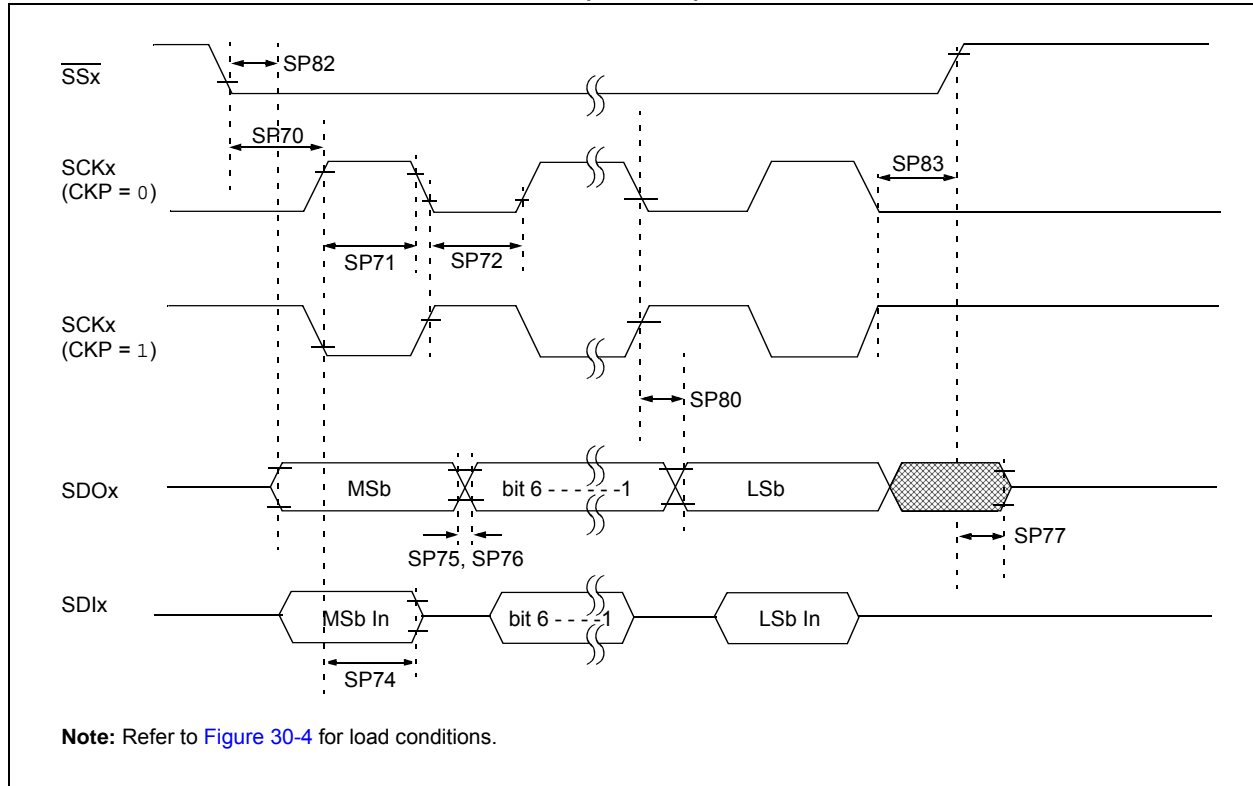 SSx
SP82
SP70
SCKx
(CKP = 0)
SP83
SP71
SP72
SCKx
(CKP = 1)
SP80
SDOx
MSb
bit 6 - - - - - -1
LSb
SP75, SP76
SP77
SDIx
MSb In
bit 6 - - - -1
LSb In
SP74
Note: Refer to Figure 30-4 for load conditions.